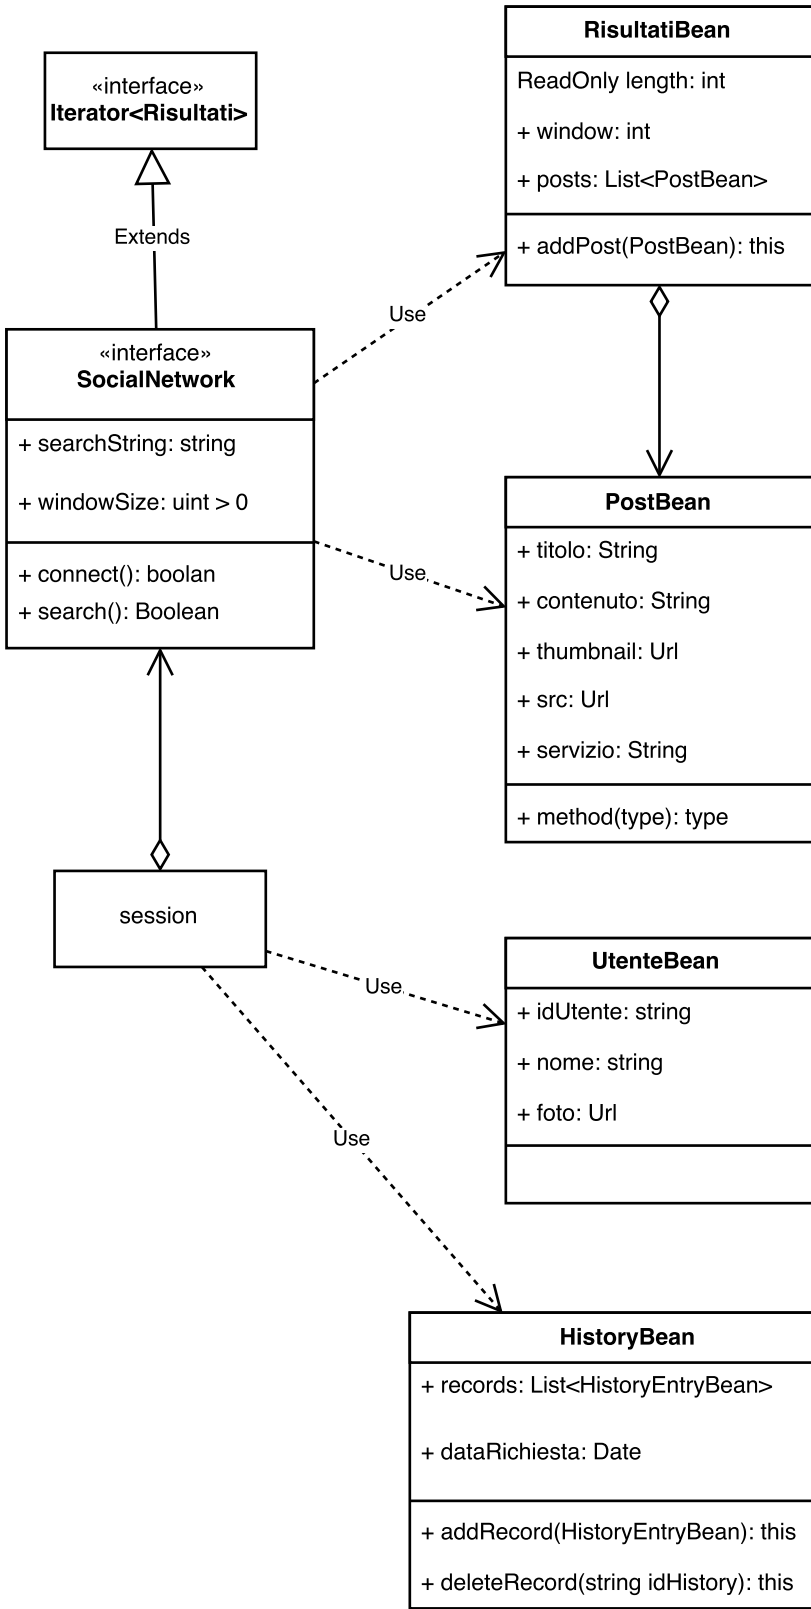 RisultatiBean
ReadOnly length: int
+ window: int
+ posts: List<PostBean>
+ addPost(PostBean): this
«interface»
Iterator<Risultati>
Extends
Use
«interface»
SocialNetwork
+ searchString: string
+ windowSize: uint > 0
+ connect(): boolan
+ search(): Boolean
Use
PostBean
+ titolo: String
+ contenuto: String
+ thumbnail: Url
+ src: Url
+ servizio: String
+ method(type): type
session
Use
UtenteBean
+ idUtente: string
+ nome: string
+ foto: Url
Use
HistoryBean
+ records: List<HistoryEntryBean>
+ dataRichiesta: Date
+ addRecord(HistoryEntryBean): this
+ deleteRecord(string idHistory): this